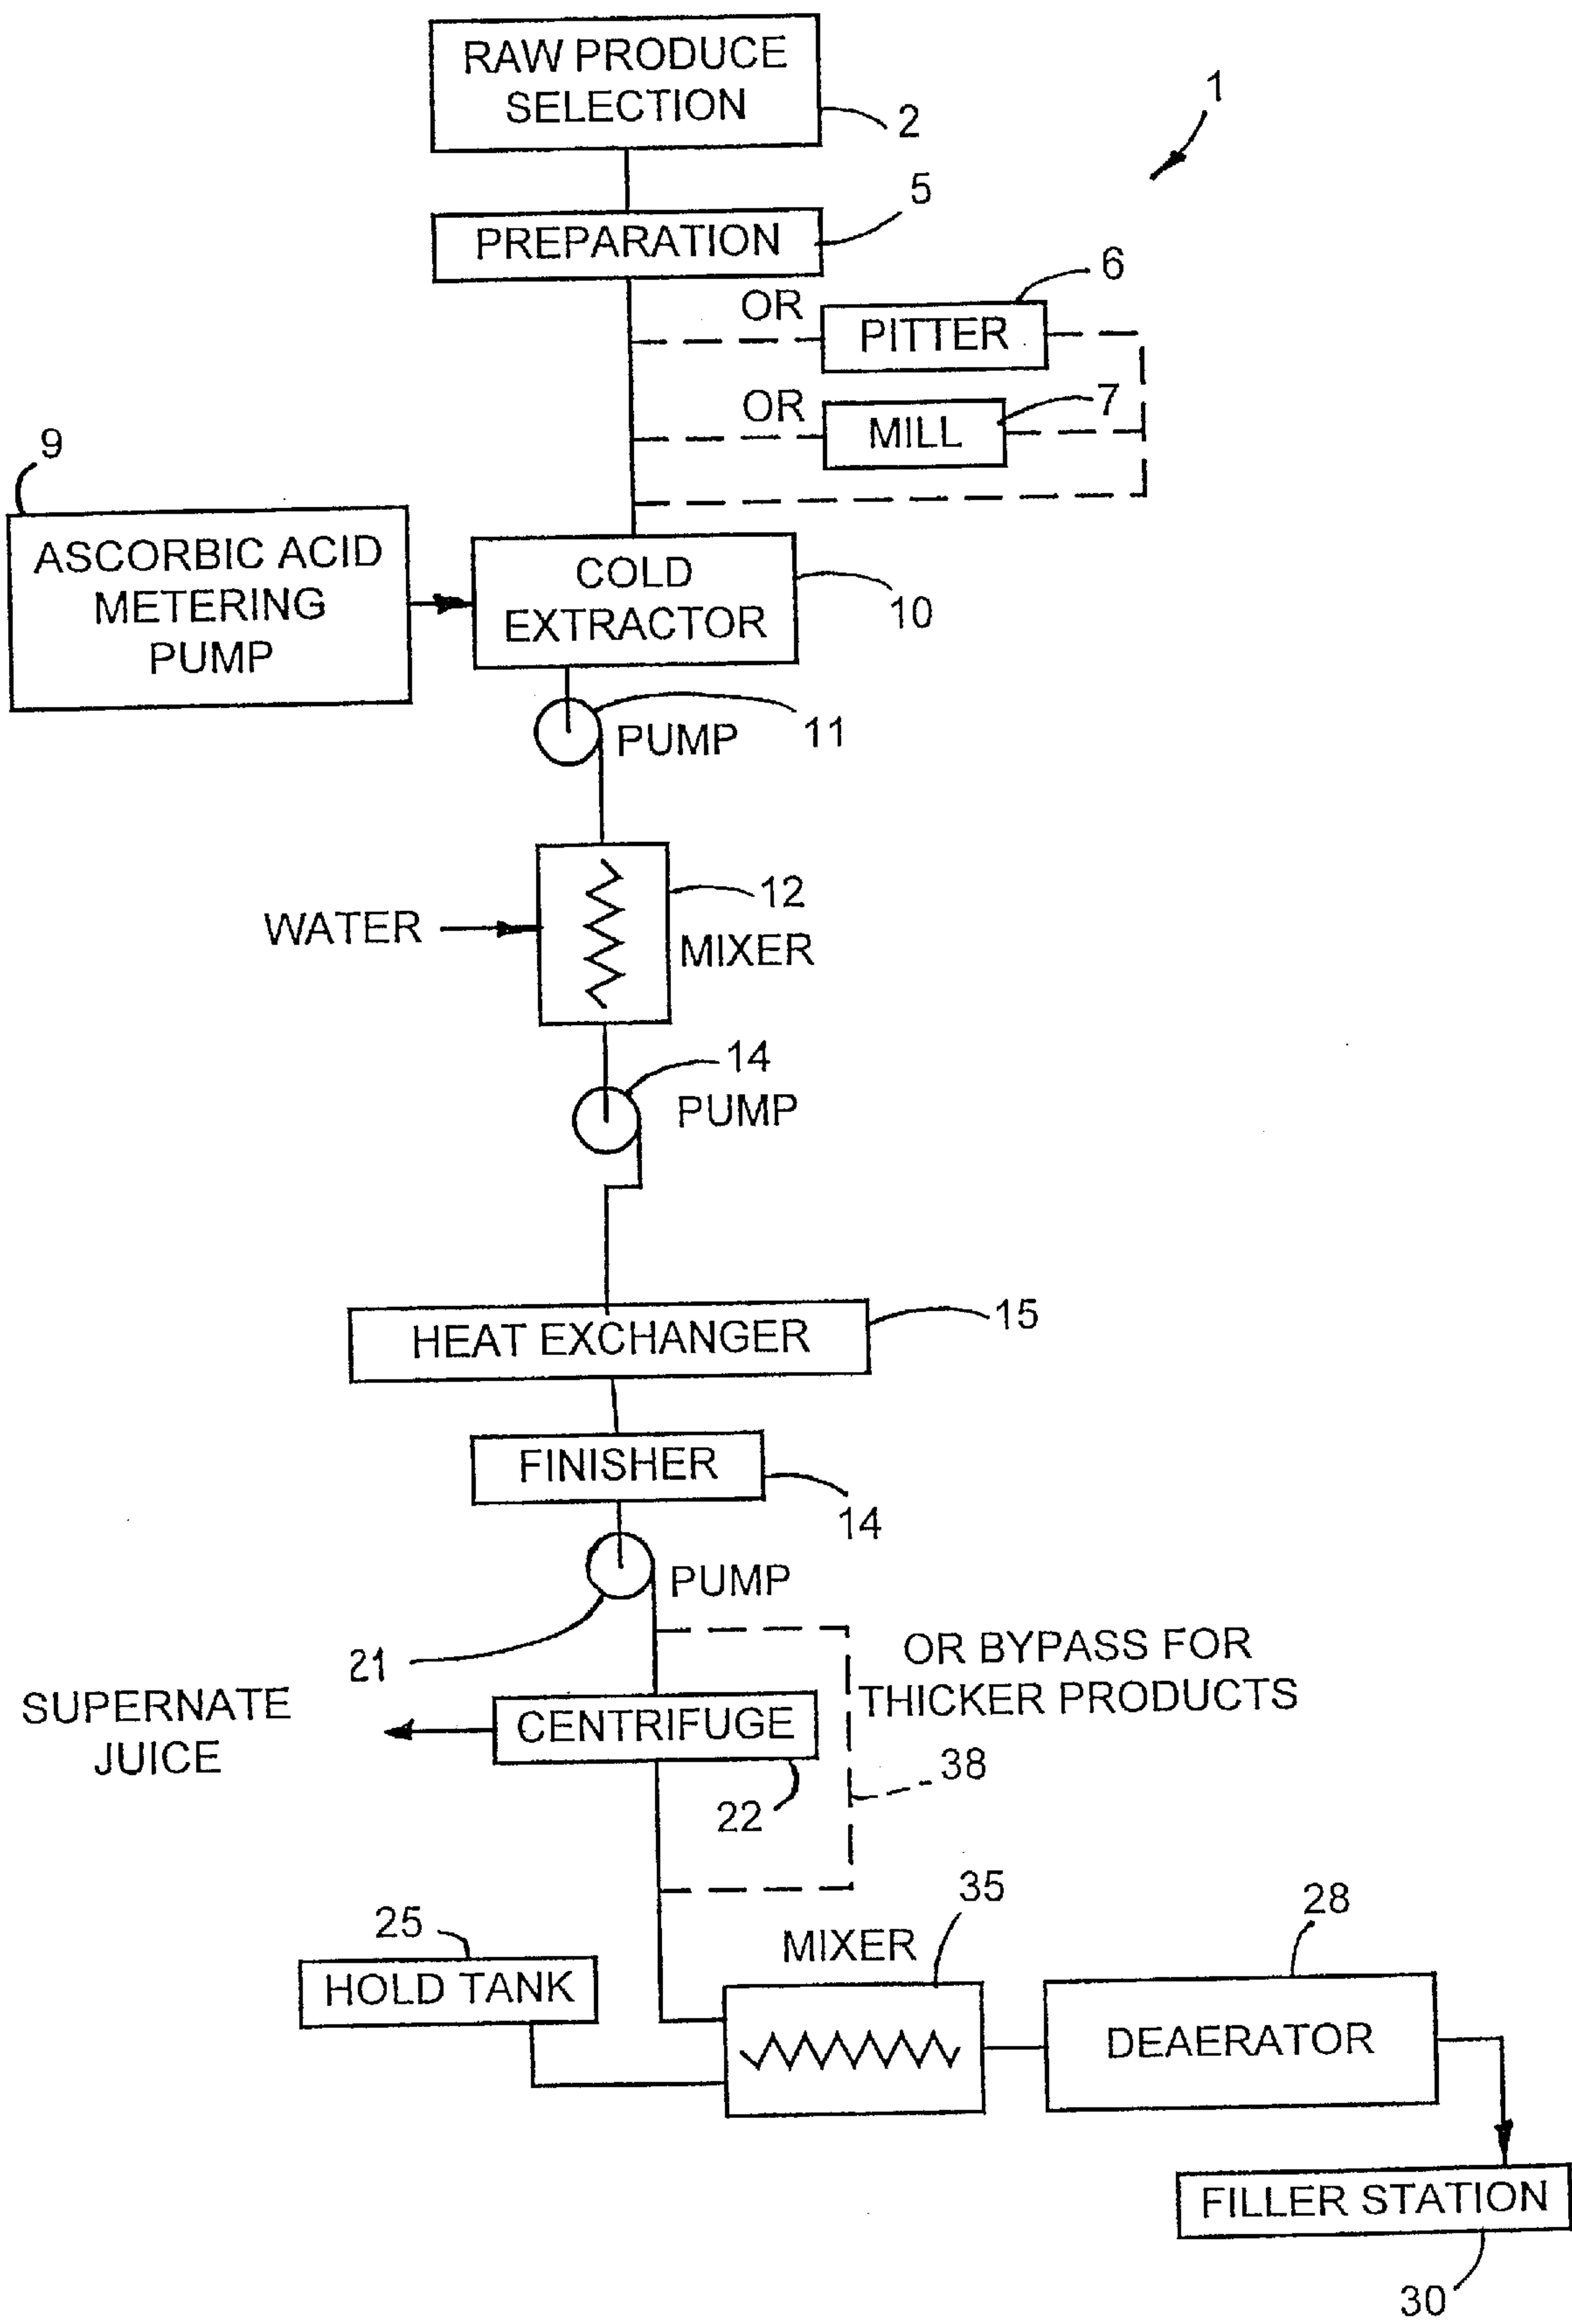 RAW PRODUCE
SELECTION
2
1
PREPARATION
5
OR
PITTER
6
OR
MILL
7
9
ASCORBIC ACID
METERING
PUMP
COLD
EXTRACTOR
10
PUMP
11
WATER
12
MIXER
14
PUMP
HEAT EXCHANGER
15
FINISHER
14
PUMP
21
OR BYPASS FOR
THICKER PRODUCTS
SUPERNATE
JUICE
CENTRIFUGE
22
38
25
HOLD TANK
MIXER
35
28
DEAERATOR
FILLER STATION
30